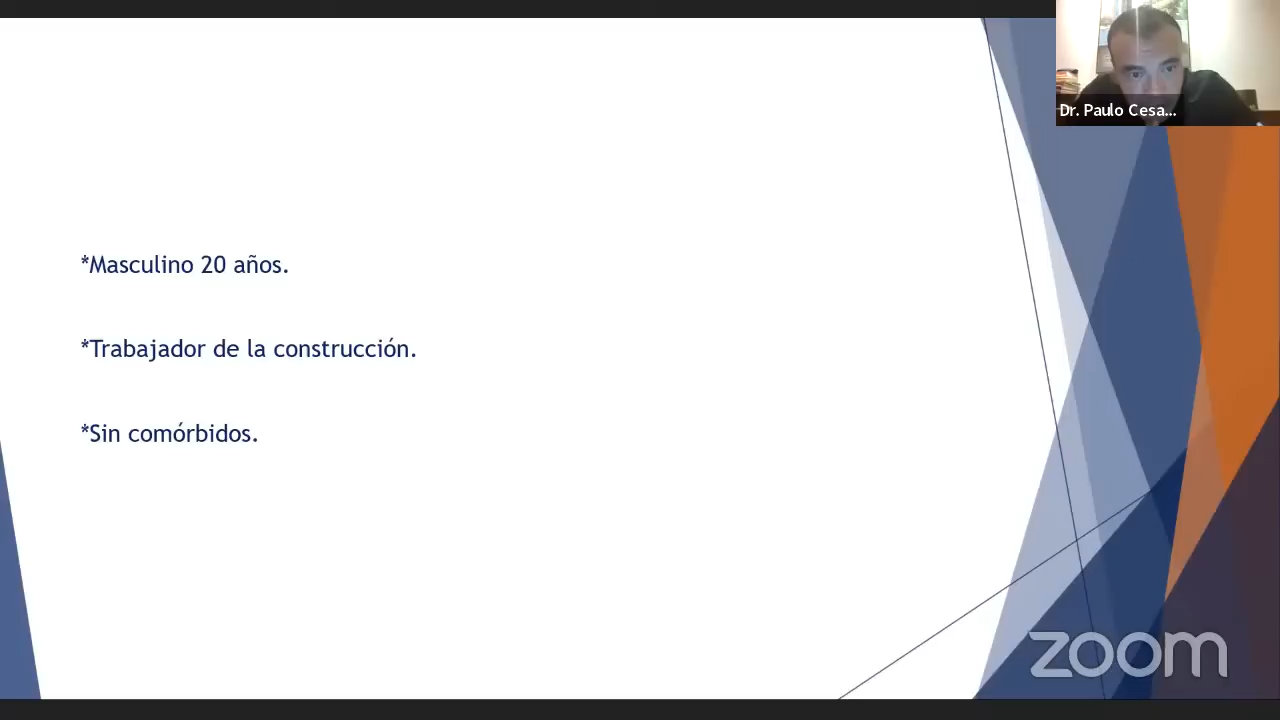 Dr. Paulo Cesa...
*Masculino 20 años.
*Trabajador de la construcción.
*Sin comórbidos.
zoom